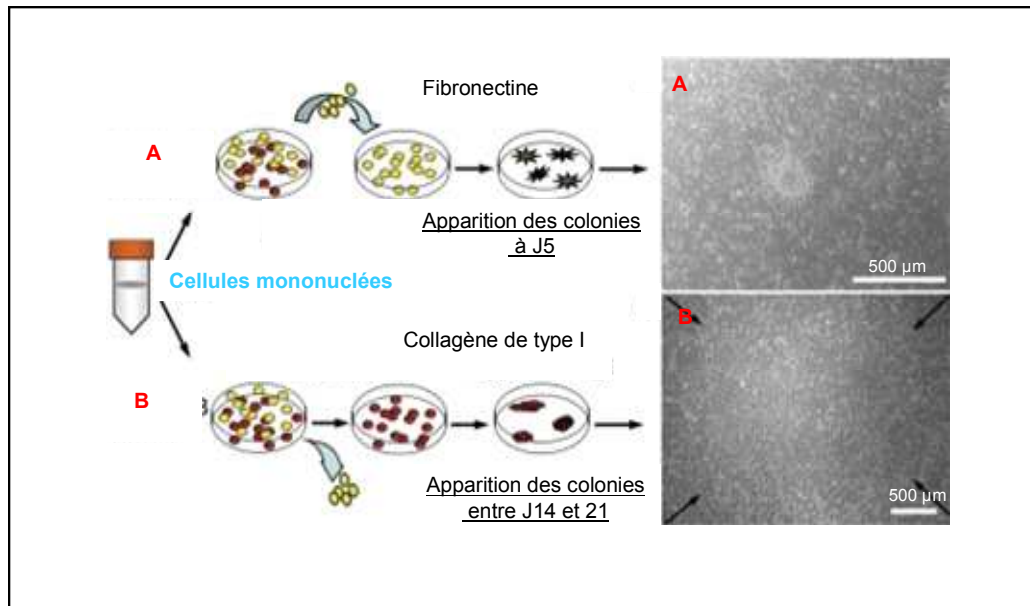 A
Fibronectine
Apparition des colonies
à J5
A
500 µm
Cellules mononuclées
B
Collagène de type I
Apparition des colonies
entre J14 et 21
B
500 µm